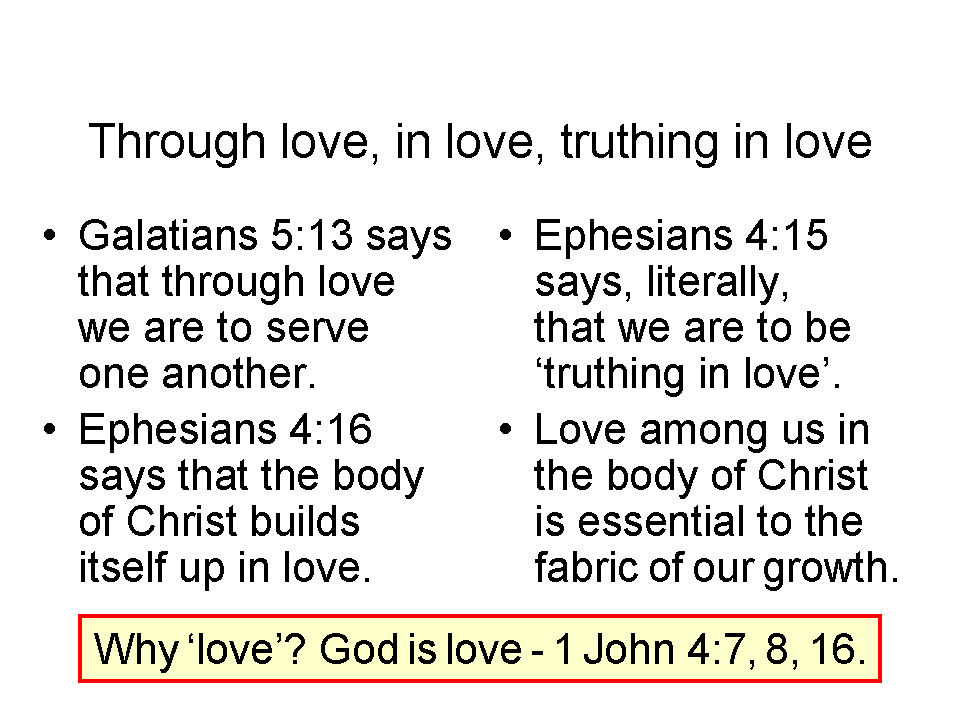 Through love, in love, truthing in love
• Galatians 5:13 says
that through love
we are to serve
one another.
• Ephesians 4:16
says that the body
of Christ builds
itself up in love.
• Ephesians 4:15
says, literally,
that we are to be
‘truthing in love’.
• Love among us in
the body of Christ
is essential to the
fabric of our growth.
Why ‘love’? God is love - 1 John 4:7, 8, 16.